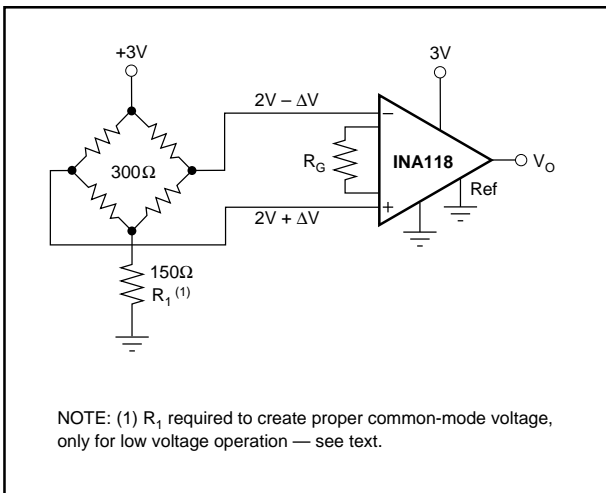 +3V
3V
2V – ΔV
–
300Ω
R_G
INA118
V_O
Ref
+
2V + ΔV
150Ω
R_1 (1)
NOTE: (1) R_1 required to create proper common-mode voltage,
only for low voltage operation — see text.